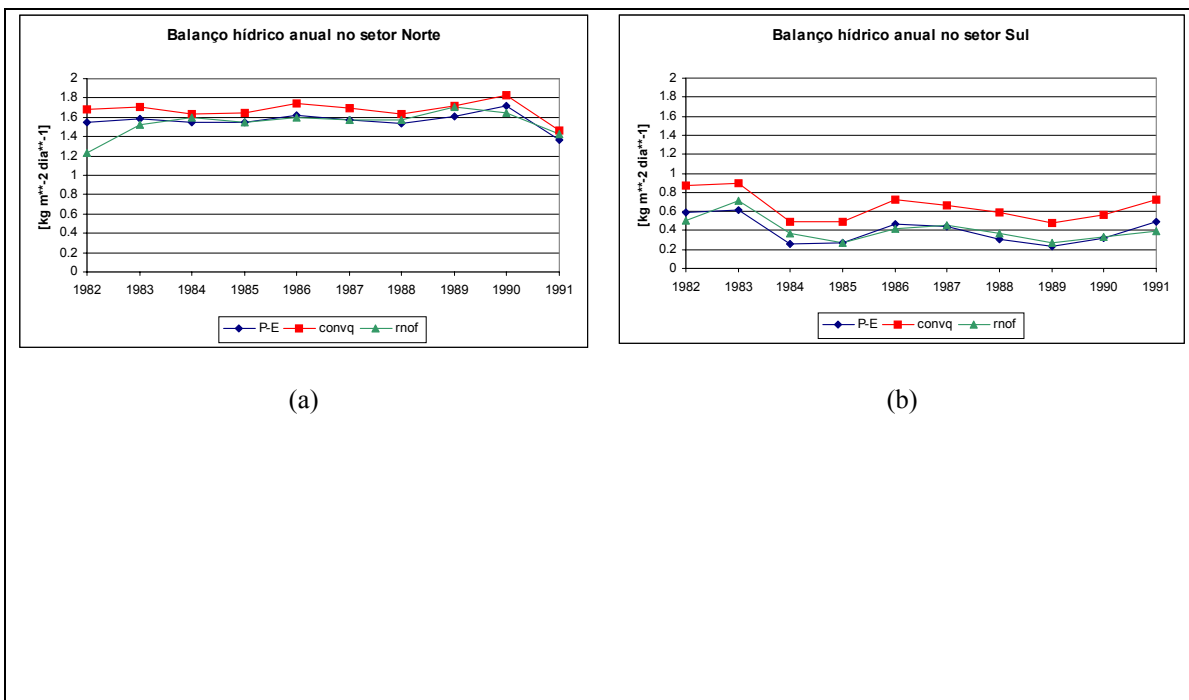 Balanço hídrico anual no setor Norte
[kg m**-2 dia**-1]
2
1.8
1.6
1.4
1.2
1
0.8
0.6
0.4
0.2
0
1982 1983 1984 1985 1986 1987 1988 1989 1990 1991
P-E convq rnof
(a)
Balanço hídrico anual no setor Sul
[kg m**-2 dia**-1]
2
1.8
1.6
1.4
1.2
1
0.8
0.6
0.4
0.2
0
1982 1983 1984 1985 1986 1987 1988 1989 1990 1991
P-E convq rnof
(b)